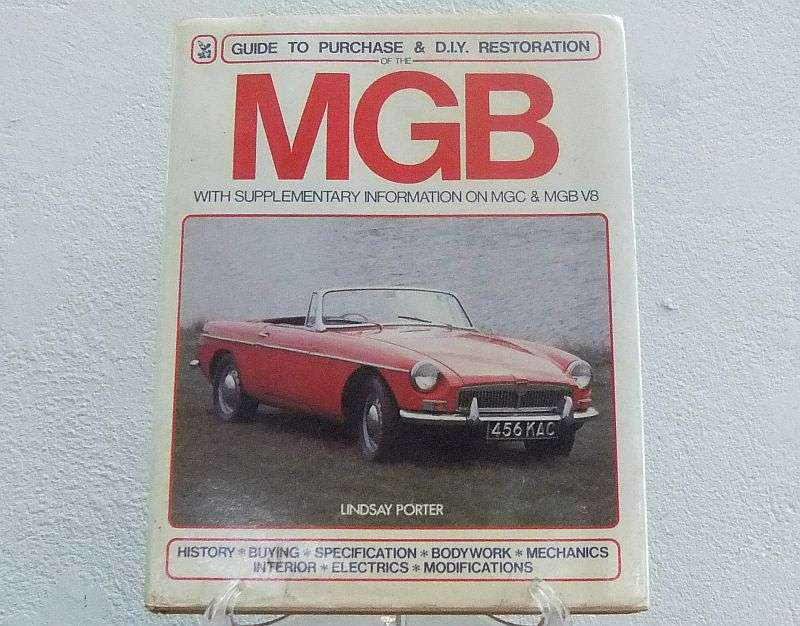 GUIDE TO PURCHASE & D.I.Y. RESTORATION
OF THE
MGB
WITH SUPPLEMENTARY INFORMATION ON MGC & MGB V8
456 KAC
LINDSAY PORTER
HISTORY * BUYING * SPECIFICATION * BODYWORK * MECHANICS
INTERIOR * ELECTRICS * MODIFICATIONS